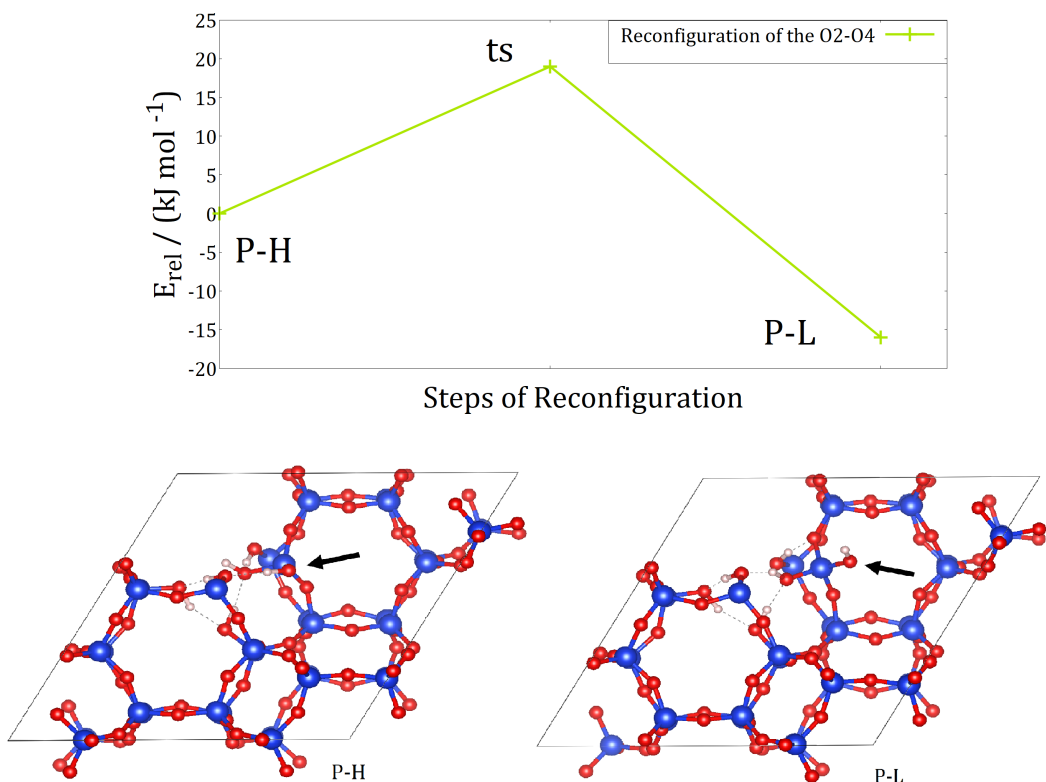 25
20
15
10
5
0
-5
-10
-15
-20
E_rel / (kJ mol ⁻¹)
Reconfiguration of the O2-O4
ts
P-H
P-L
Steps of Reconfiguration
P-H
P-L